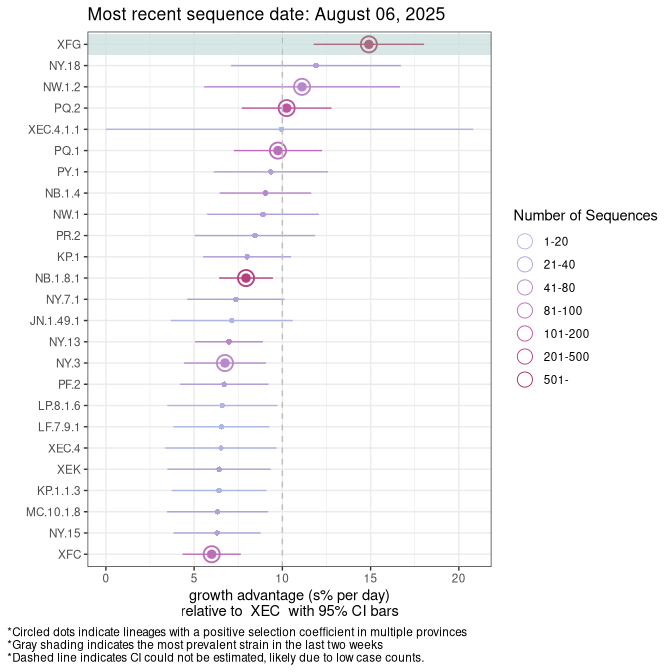 Most recent sequence date: August 06, 2025
XFG
NY.18
NW.1.2
PQ.2
XEC.4.1.1
PQ.1
PY.1
NB.1.4
NW.1
PR.2
KP.1
NB.1.8.1
NY.7.1
JN.1.49.1
NY.13
NY.3
PF.2
LP.8.1.6
LF.7.9.1
XEC.4
XEK
KP.1.1.3
MC.10.1.8
NY.15
XFC
0 5 10 15 20
growth advantage (s% per day)
relative to XEC with 95% CI bars
Number of Sequences
1-20
21-40
41-80
81-100
101-200
201-500
501-
*Circled dots indicate lineages with a positive selection coefficient in multiple provinces
*Gray shading indicates the most prevalent strain in the last two weeks
*Dashed line indicates CI could not be estimated, likely due to low case counts.